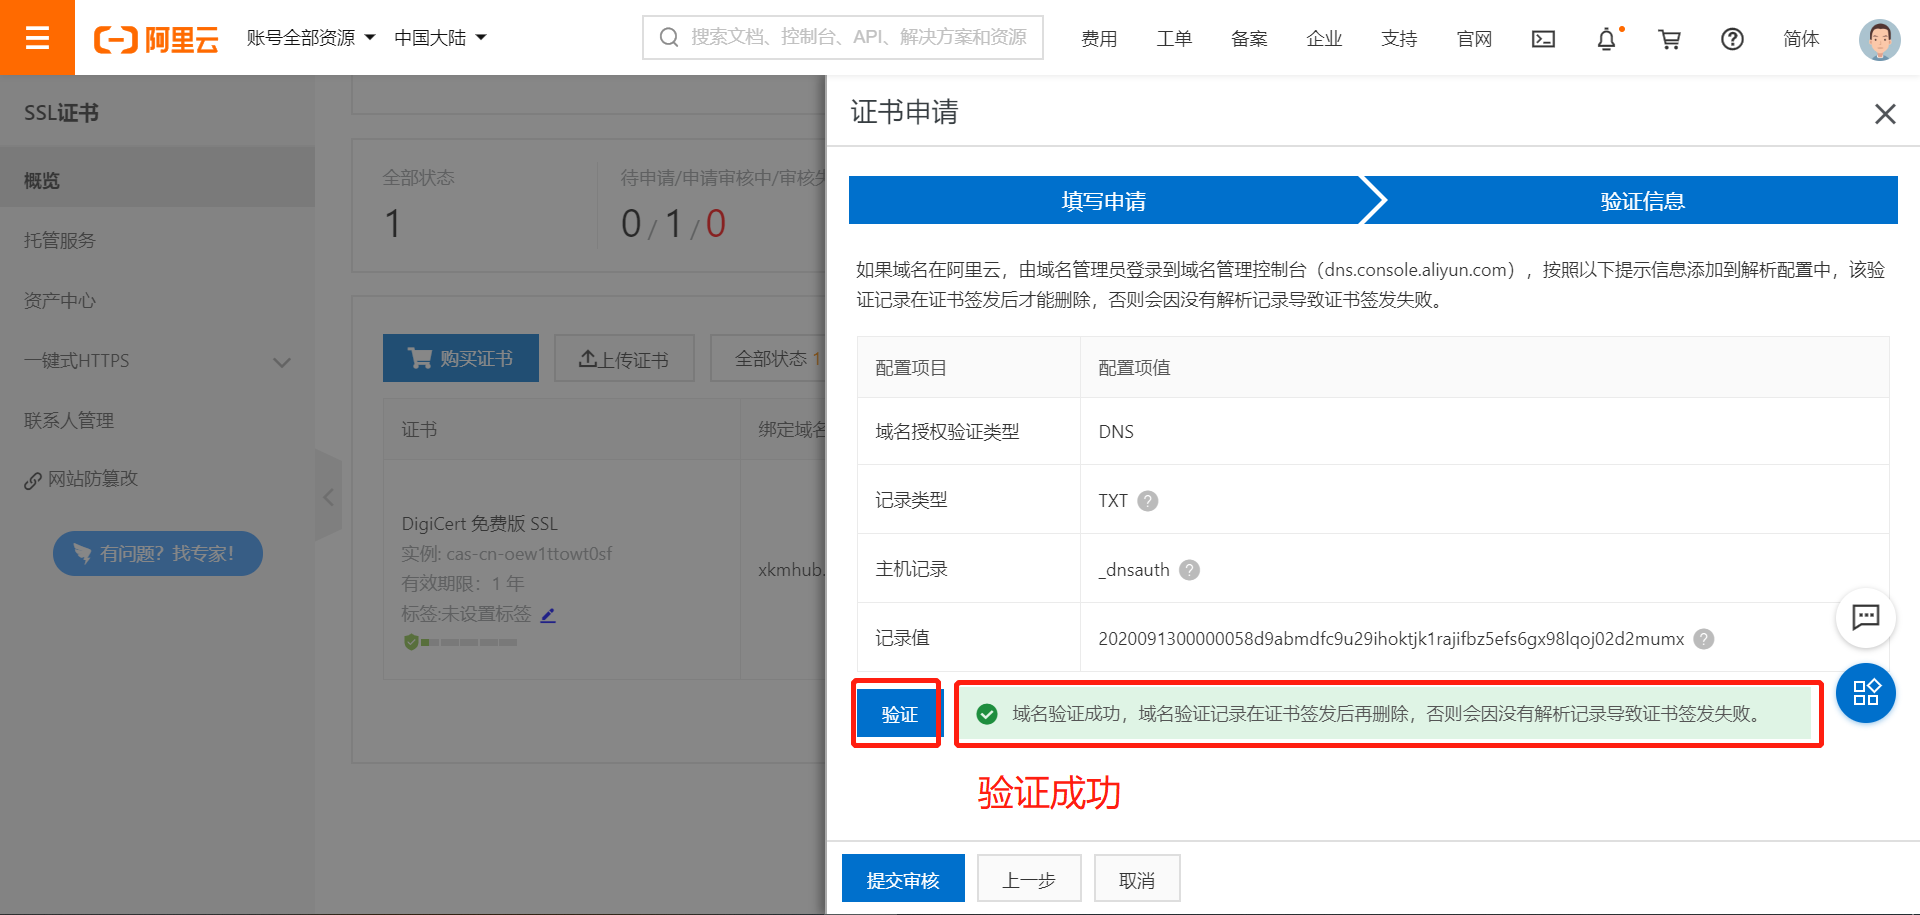 阿里云
账号全部资源
中国大陆
搜索文档、控制台、API、解决方案和资源
费用
工单
备案
企业
支持
官网
简体
SSL证书
概览
托管服务
资产中心
一键式HTTPS
联系人管理
网站防篡改
有问题？找专家！
全部状态
1
待申请/申请审核中/审核失
0 / 1 / 0
购买证书
上传证书
全部状态 1
证书
绑定域名
DigiCert 免费版 SSL
实例: cas-cn-oew1ttowt0sf
有效期限：1 年
标签:未设置标签
xkmhub.
证书申请
填写申请
验证信息
如果域名在阿里云，由域名管理员登录到域名管理控制台（dns.console.aliyun.com），按照以下提示信息添加到解析配置中，该验
证记录在证书签发后才能删除，否则会因没有解析记录导致证书签发失败。
配置项目
配置项值
域名授权验证类型
DNS
记录类型
TXT
主机记录
_dnsauth
记录值
2020091300000058d9abmdfc9u29ihoktjk1rajifbz5efs6gx98lqoj02d2mumx
验证
域名验证成功，域名验证记录在证书签发后再删除，否则会因没有解析记录导致证书签发失败。
验证成功
提交审核
上一步
取消